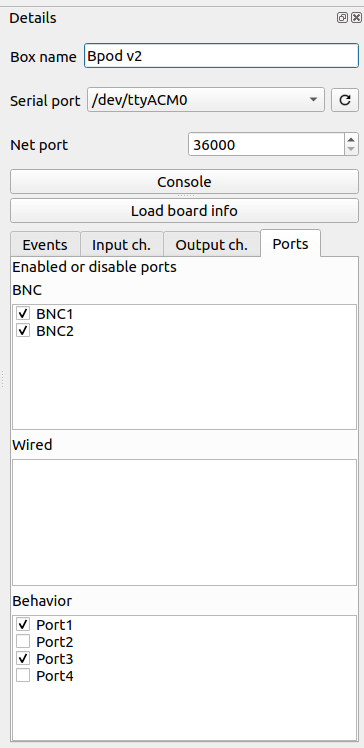 Details
Box name Bpod v2
Serial port /dev/ttyACM0
Net port 36000
Console
Load board info
Events Input ch. Output ch. Ports
Enabled or disable ports
BNC
BNC1
BNC2
Wired
Behavior
Port1
Port2
Port3
Port4